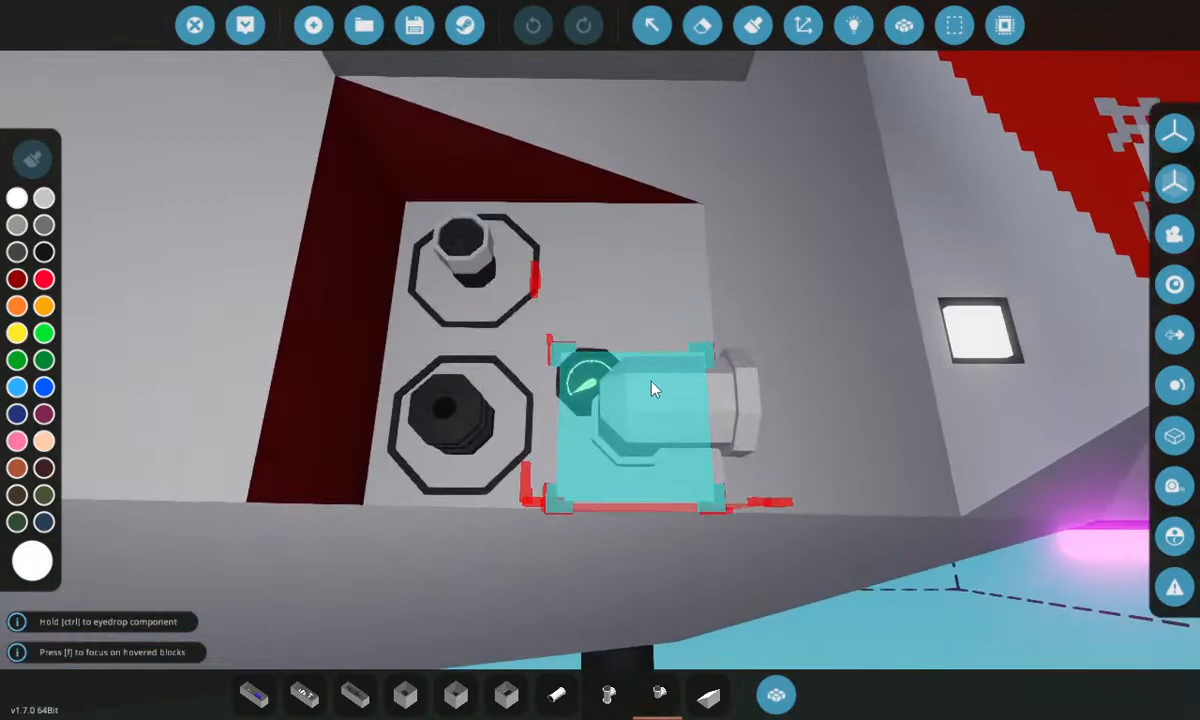 Hold [ctrl] to eyedrop component
Press [f] to focus on hovered blocks
v1.7.0 64Bit